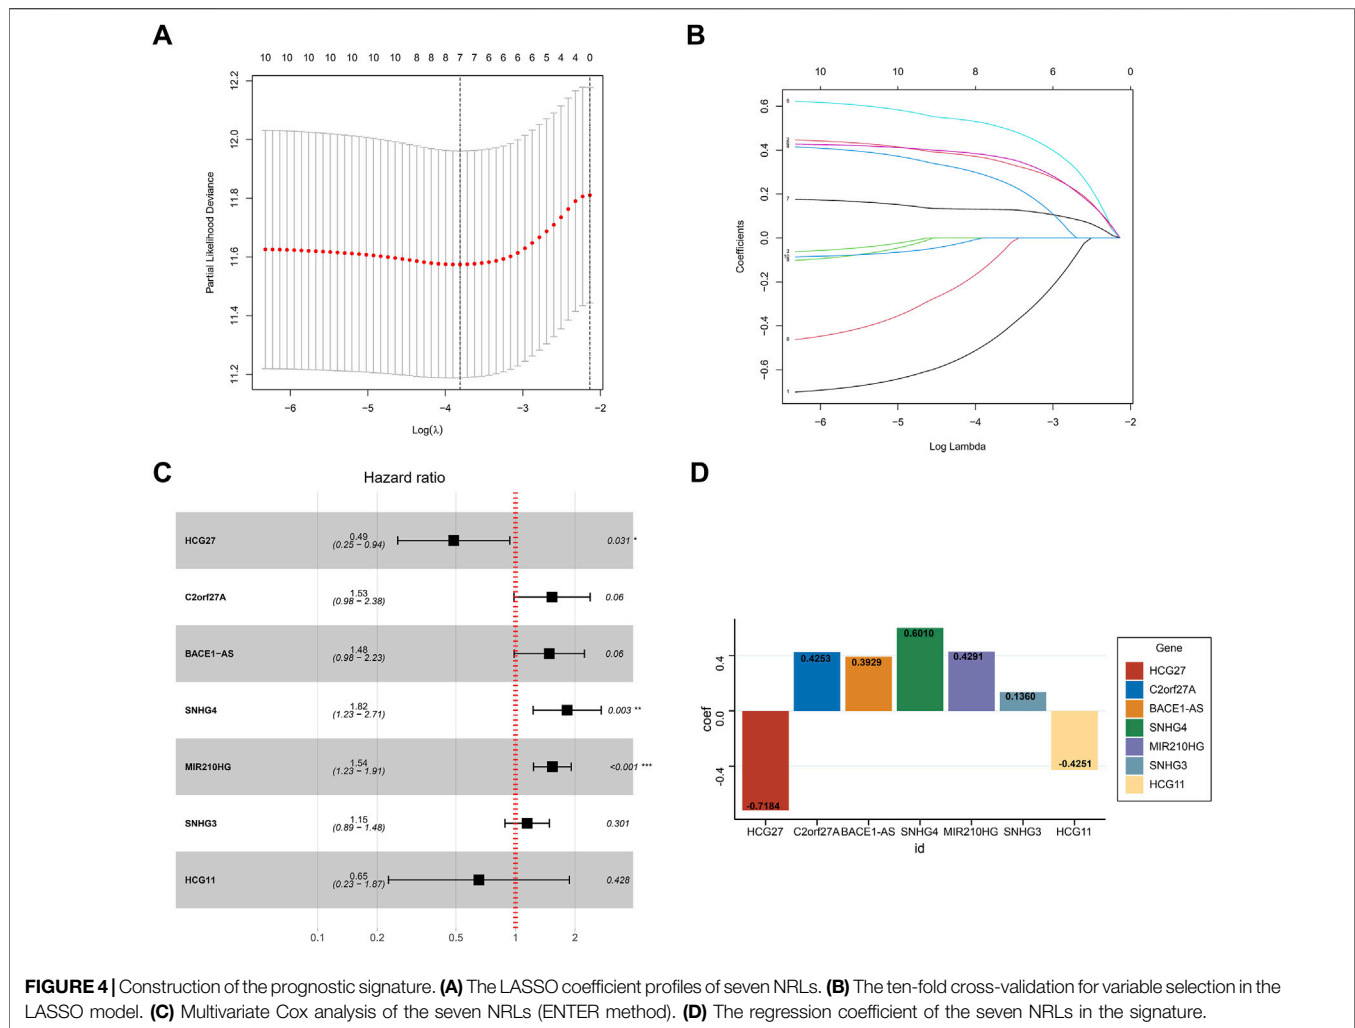 A
10 10 10 10 10 10 10 8 8 8 7 7 6 6 6 6 5 4 4 0
12.2
12.0
11.8
11.6
11.4
11.2
Partial Likelihood Deviance
−6 −5 −4 −3 −2
Log(λ)
B
10 10 8 6 0
0.6
0.4
0.2
0.0
−0.2
−0.4
−0.6
Coefficients
7
1
−6 −5 −4 −3 −2
Log Lambda
C
Hazard ratio
HCG27 0.49 0.031 *
(0.25 − 0.94)
C2orf27A 1.53 0.06
(0.98 − 2.38)
BACE1−AS 1.48 0.06
(0.98 − 2.23)
SNHG4 1.82 0.003 **
(1.23 − 2.71)
MIR210HG 1.54 <0.001 ***
(1.23 − 1.91)
SNHG3 1.15 0.301
(0.89 − 1.48)
HCG11 0.65 0.428
(0.23 − 1.87)
0.1 0.2 0.5 1 2
D
0.4
0.0
-0.4
coef
-0.7184
0.4253
0.3929
0.6010
0.4291
0.1360
-0.4251
HCG27 C2orf27A BACE1-AS SNHG4 MIR210HG SNHG3 HCG11
id
Gene
HCG27
C2orf27A
BACE1-AS
SNHG4
MIR210HG
SNHG3
HCG11
FIGURE 4 | Construction of the prognostic signature. (A) The LASSO coefficient profiles of seven NRLs. (B) The ten-fold cross-validation for variable selection in the
LASSO model. (C) Multivariate Cox analysis of the seven NRLs (ENTER method). (D) The regression coefficient of the seven NRLs in the signature.